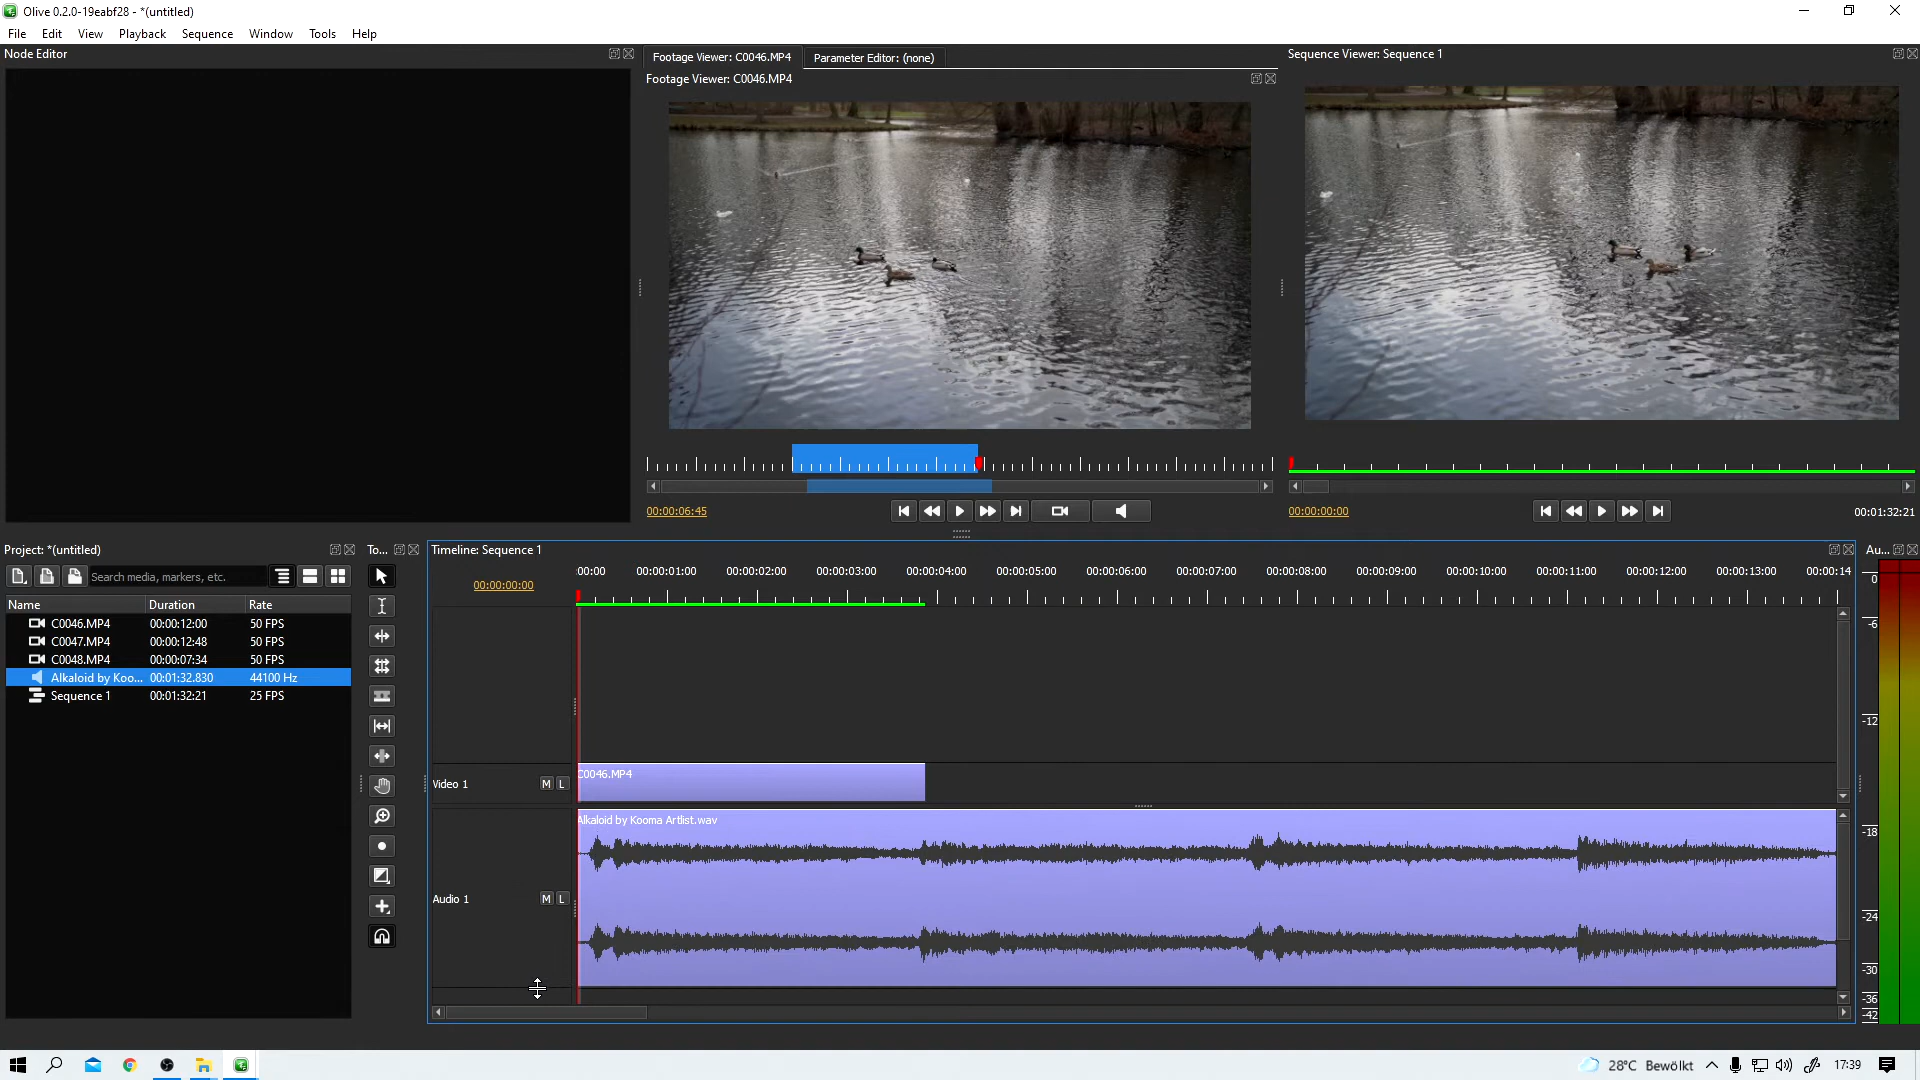 Olive 0.2.0-19eabf28 - *(untitled)
File Edit View Playback Sequence Window Tools Help
Node Editor
Footage Viewer: C0046.MP4
Parameter Editor: (none)
Footage Viewer: C0046.MP4
Sequence Viewer: Sequence 1
00:00:06:45
00:00:00:00
00:01:32:21
Project: *(untitled)
Search media, markers, etc.
Name Duration Rate
C0046.MP4 00:00:12:00 50 FPS
C0047.MP4 00:00:12:48 50 FPS
C0048.MP4 00:00:07:34 50 FPS
Alkaloid by Koo... 00:01:32.830 44100 Hz
Sequence 1 00:01:32:21 25 FPS
To...
Timeline: Sequence 1
00:00:00:00
:00:00 00:00:01:00 00:00:02:00 00:00:03:00 00:00:04:00 00:00:05:00 00:00:06:00 00:00:07:00 00:00:08:00 00:00:09:00 00:00:10:00 00:00:11:00 00:00:12:00 00:00:13:00 00:00:14
Video 1 M L
C0046.MP4
Audio 1 M L
Alkaloid by Kooma Artlist.wav
Au...
0
-6
-12
-18
-24
-30
-36
-42
28°C Bewölkt
17:39